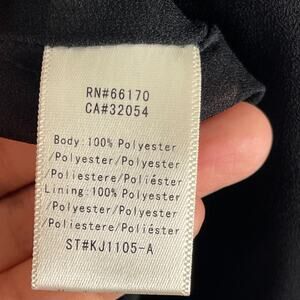 RN#66170
CA#32054
Body:100% Polyester
/Polyester/Polyester
/Poliestere/Poliéster
Lining:100% Polyester
/Polyester/Polyester
/Poliestere/Poliéster
ST#KJ1105-A